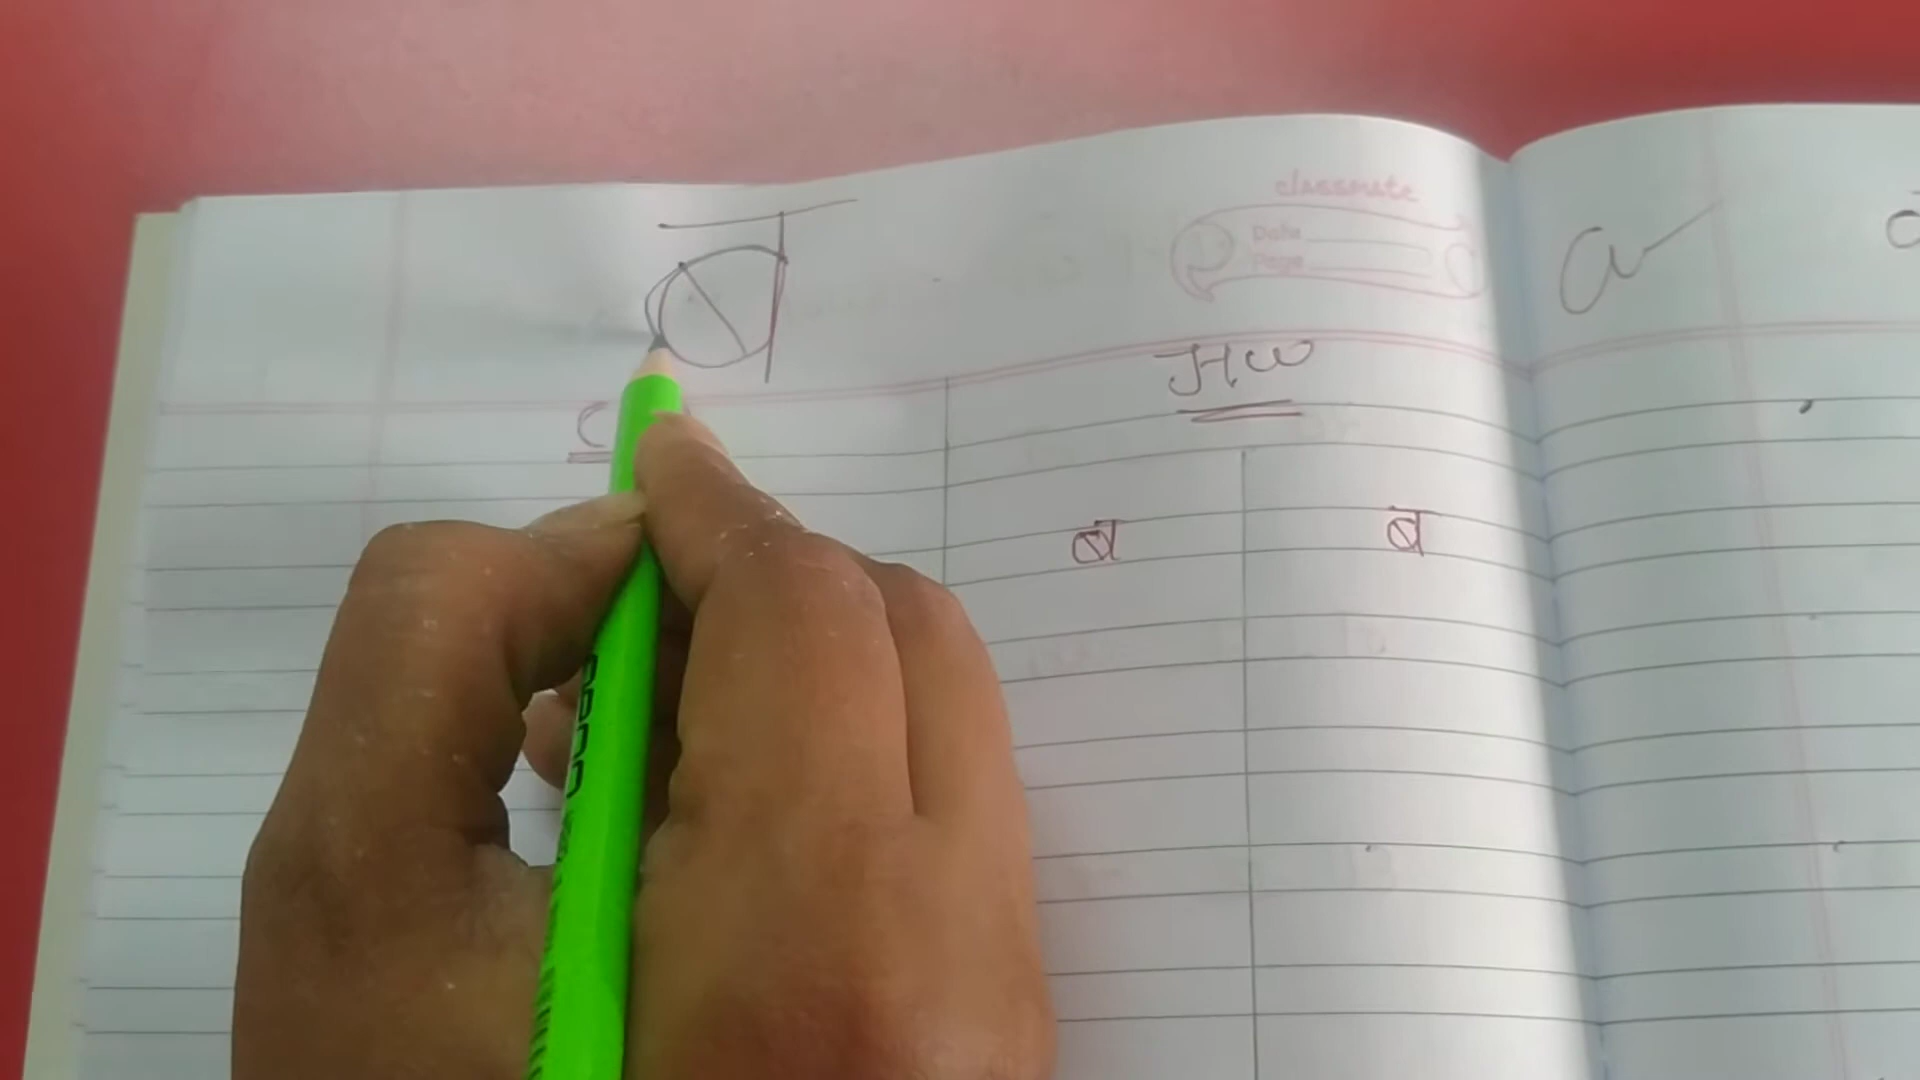 ब
classmate
Date
Page
a
HW
ब ब